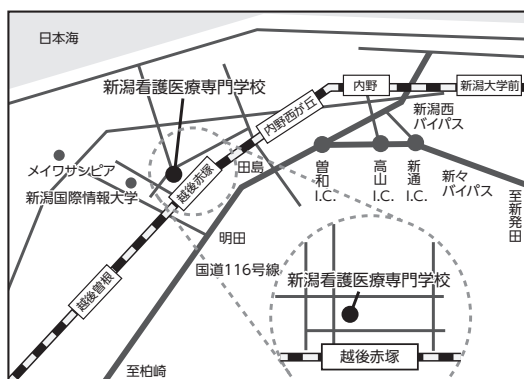 日本海
新潟看護医療専門学校
内野
新潟大学前
内野西が丘
新潟西
バイパス
メイワサンピア
新潟国際情報大学
越後赤塚
田島
曽和
I.C.
高山
I.C.
新通
I.C.
新々
バイパス
至新発田
明田
国道116号線
越後曽根
新潟看護医療専門学校
越後赤塚
至柏崎